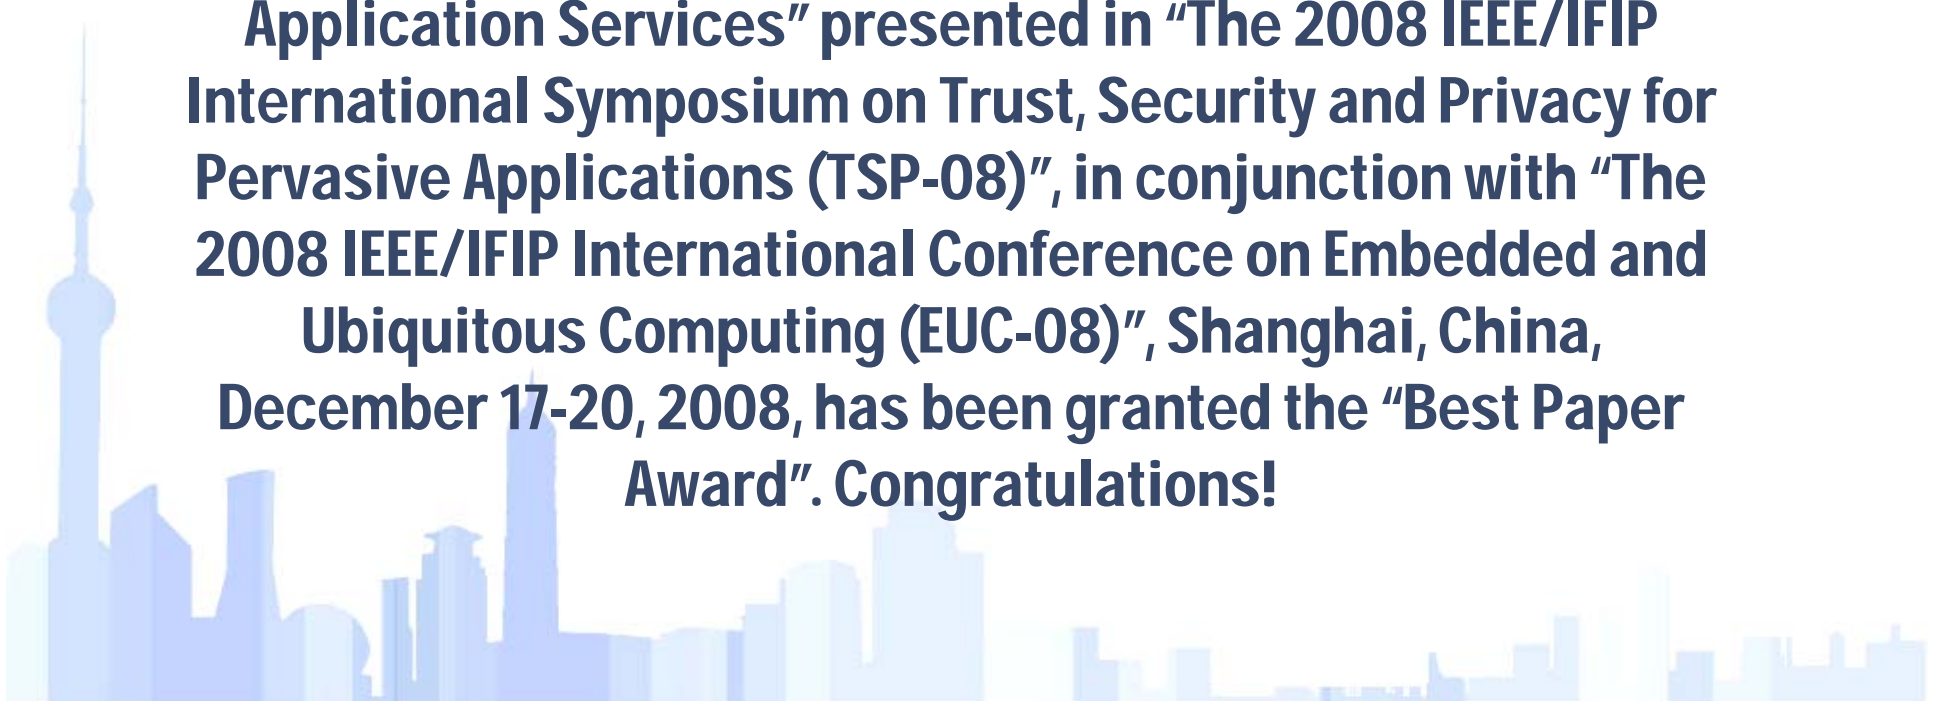 Application Services” presented in “The 2008 IEEE/IFIP
International Symposium on Trust, Security and Privacy for
Pervasive Applications (TSP-08)”, in conjunction with “The
2008 IEEE/IFIP International Conference on Embedded and
Ubiquitous Computing (EUC-08)”, Shanghai, China,
December 17-20, 2008, has been granted the “Best Paper
Award”. Congratulations!